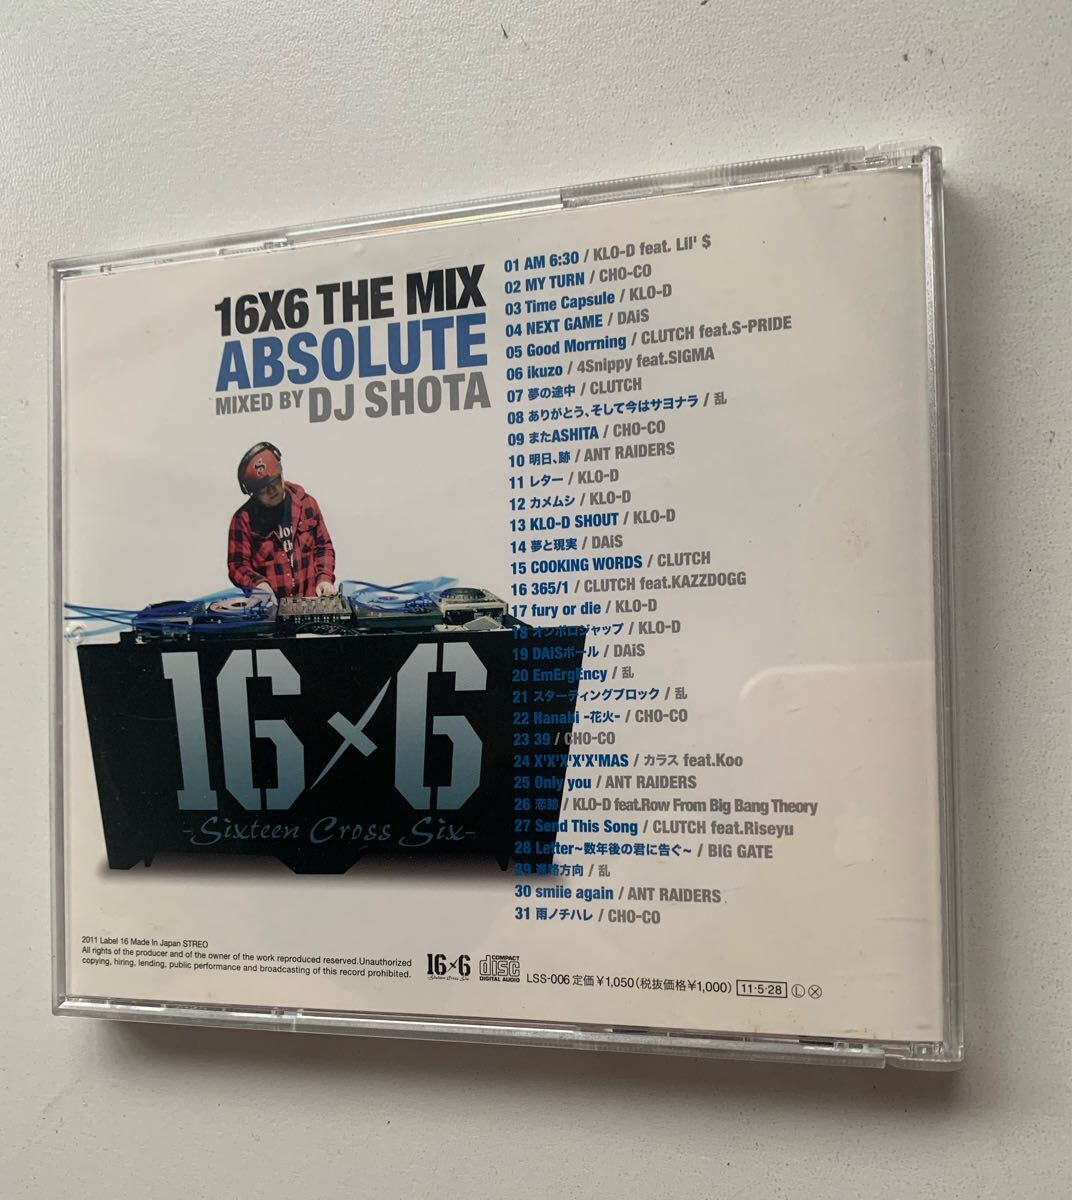 16X6 THE MIX
ABSOLUTE
MIXED BY DJ SHOTA
01 AM 6:30 / KLO-D feat. Lil' $
02 MY TURN / CHO-CO
03 Time Capsule / KLO-D
04 NEXT GAME / DAiS
05 Good Morrning / CLUTCH feat.S-PRIDE
06 ikuzo / 4Snippy feat.SIGMA
07 夢の途中 / CLUTCH
08 ありがとう、そして今はサヨナラ / 乱
09 またASHITA / CHO-CO
10 明日、跡 / ANT RAIDERS
11 レター / KLO-D
12 カメムシ / KLO-D
13 KLO-D SHOUT / KLO-D
14 夢と現実 / DAiS
15 COOKING WORDS / CLUTCH
16 365/1 / CLUTCH feat.KAZZDOGG
17 fury or die / KLO-D
18 オンボロジャップ / KLO-D
19 DAiSボール / DAiS
20 EmErgEncy / 乱
21 スターティングブロック / 乱
22 Hanabi -花火- / CHO-CO
23 39 / CHO-CO
24 X'X'X'X'X'MAS / カラス feat.Koo
25 Only you / ANT RAIDERS
26 恋跡 / KLO-D feat.Row From Big Bang Theory
27 Send This Song / CLUTCH feat.Riseyu
28 Letter~数年後の君に告ぐ~ / BIG GATE
29 進路方向 / 乱
30 smiie again / ANT RAIDERS
31 雨ノチハレ / CHO-CO
16×6
-Sixteen Cross Six-
2011 Label 16 Made In Japan STREO
All rights of the producer and of the owner of the work reproduced reserved.Unauthorized
copying, hiring, lending, public performance and broadcasting of this record prohibited.
16×6
-Sixteen Cross Six-
COMPACT
disc
DIGITAL AUDIO
LSS-006 定価¥1,050(税抜価格¥1,000) 11·5·28 Ⓛ ⓧ